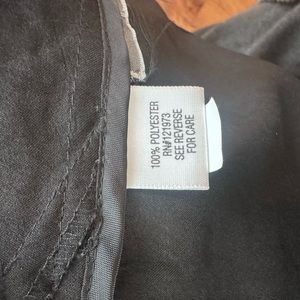 100% POLYESTER
RN#121973
SEE REVERSE
FOR CARE